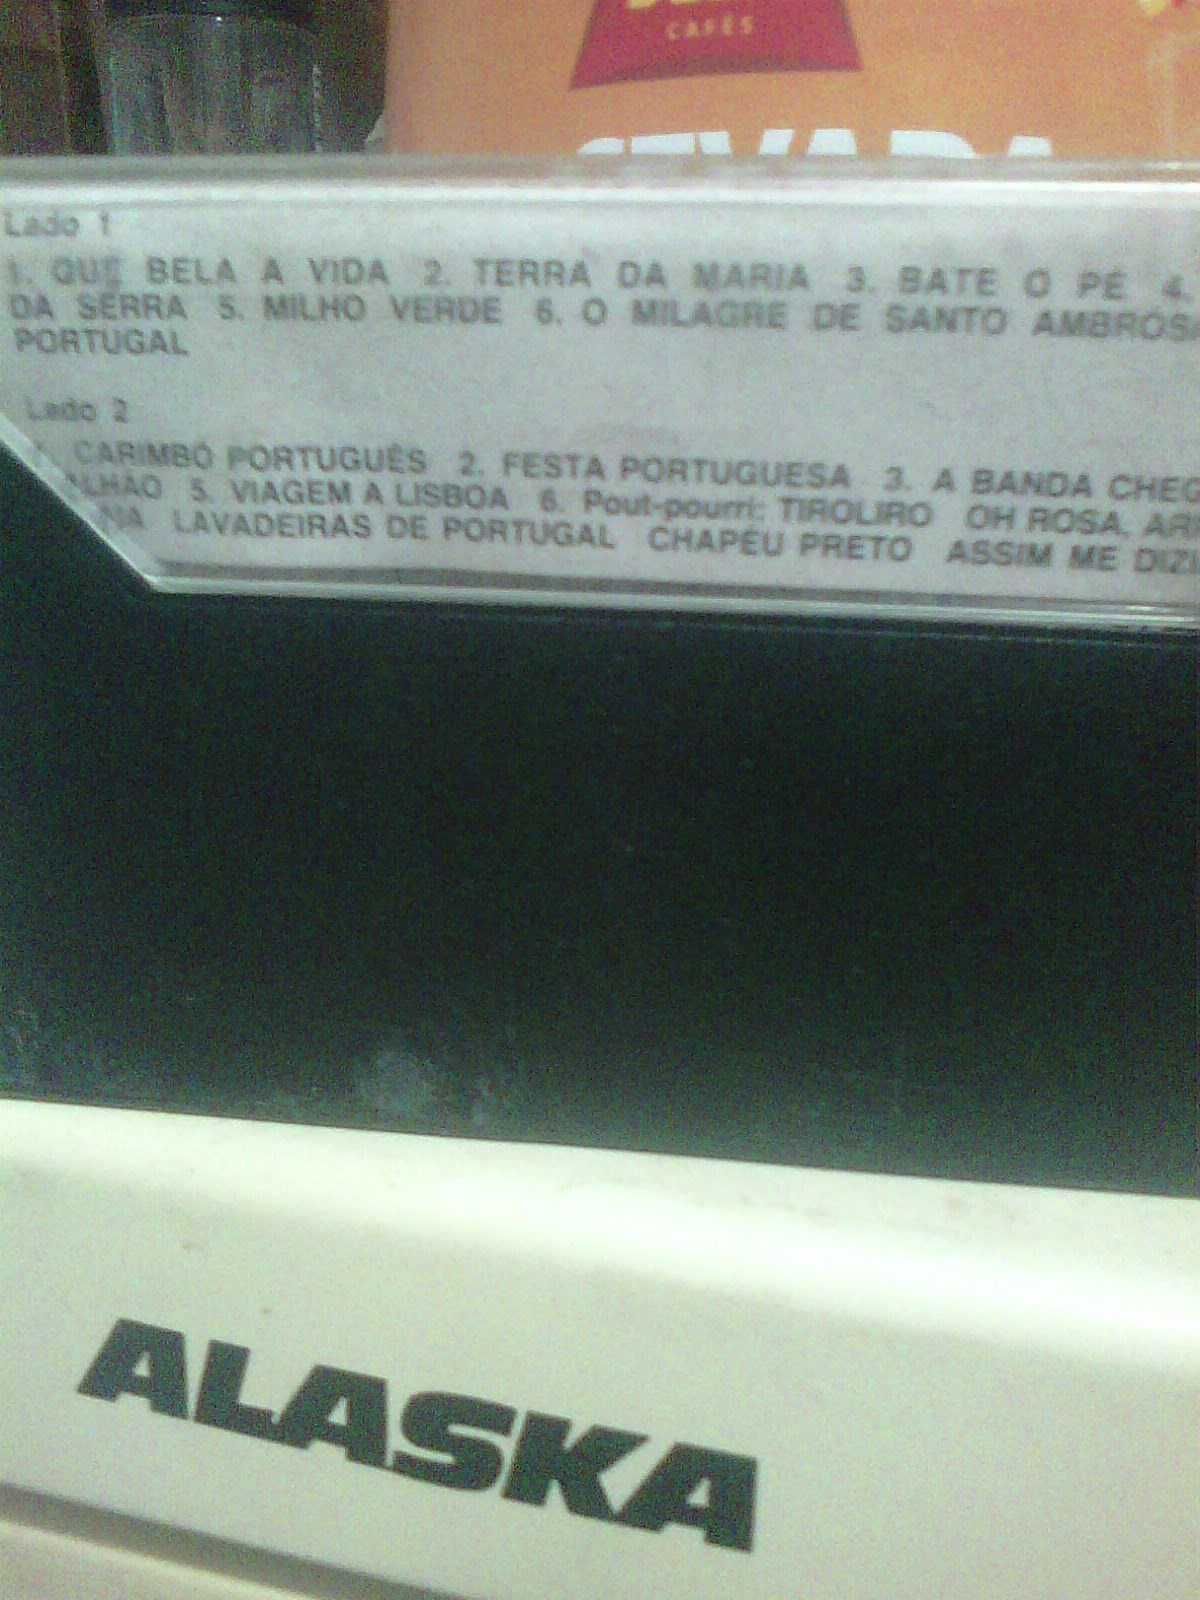 CAFÉS
Lado 1
1. QUE BELA A VIDA 2. TERRA DA MARIA 3. BATE O PÉ 4.
DA SERRA 5. MILHO VERDE 6. O MILAGRE DE SANTO
PORTUGAL
Lado 2
CARIMBÓ PORTUGUÊS 2. FESTA PORTUGUESA 3. A BANDA
5. VIAGEM A LISBOA 6. Pout-pourri: TIROLIRO OH ROSA,
LAVADEIRAS DE PORTUGAL CHAPÉU PRETO ASSIM ME
ALASKA